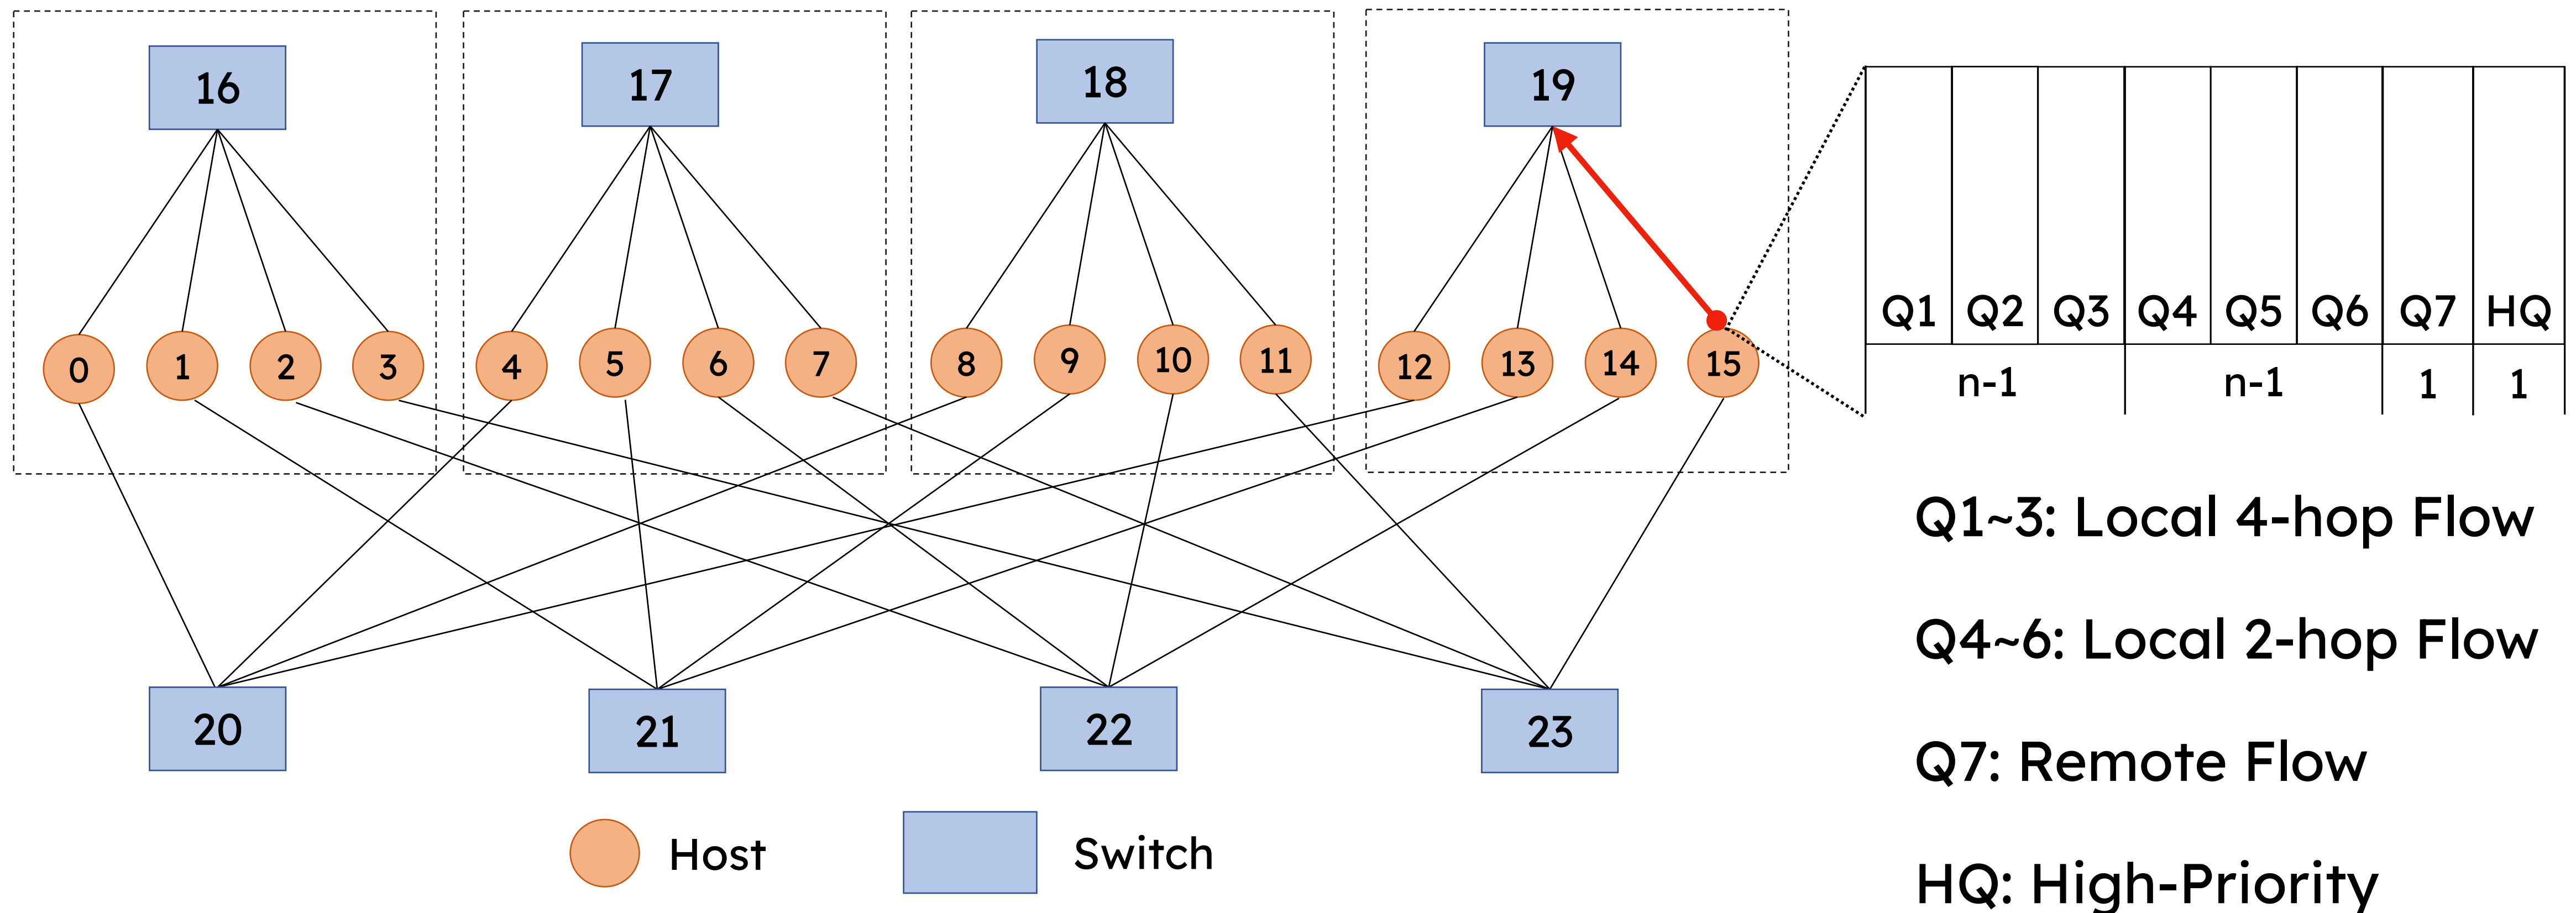 16 17 18 19
0 1 2 3 4 5 6 7 8 9 10 11 12 13 14 15
Q1 Q2 Q3 Q4 Q5 Q6 Q7 HQ
n-1 n-1 1 1
Q1~3: Local 4-hop Flow
Q4~6: Local 2-hop Flow
Q7: Remote Flow
HQ: High-Priority
20 21 22 23
Host Switch